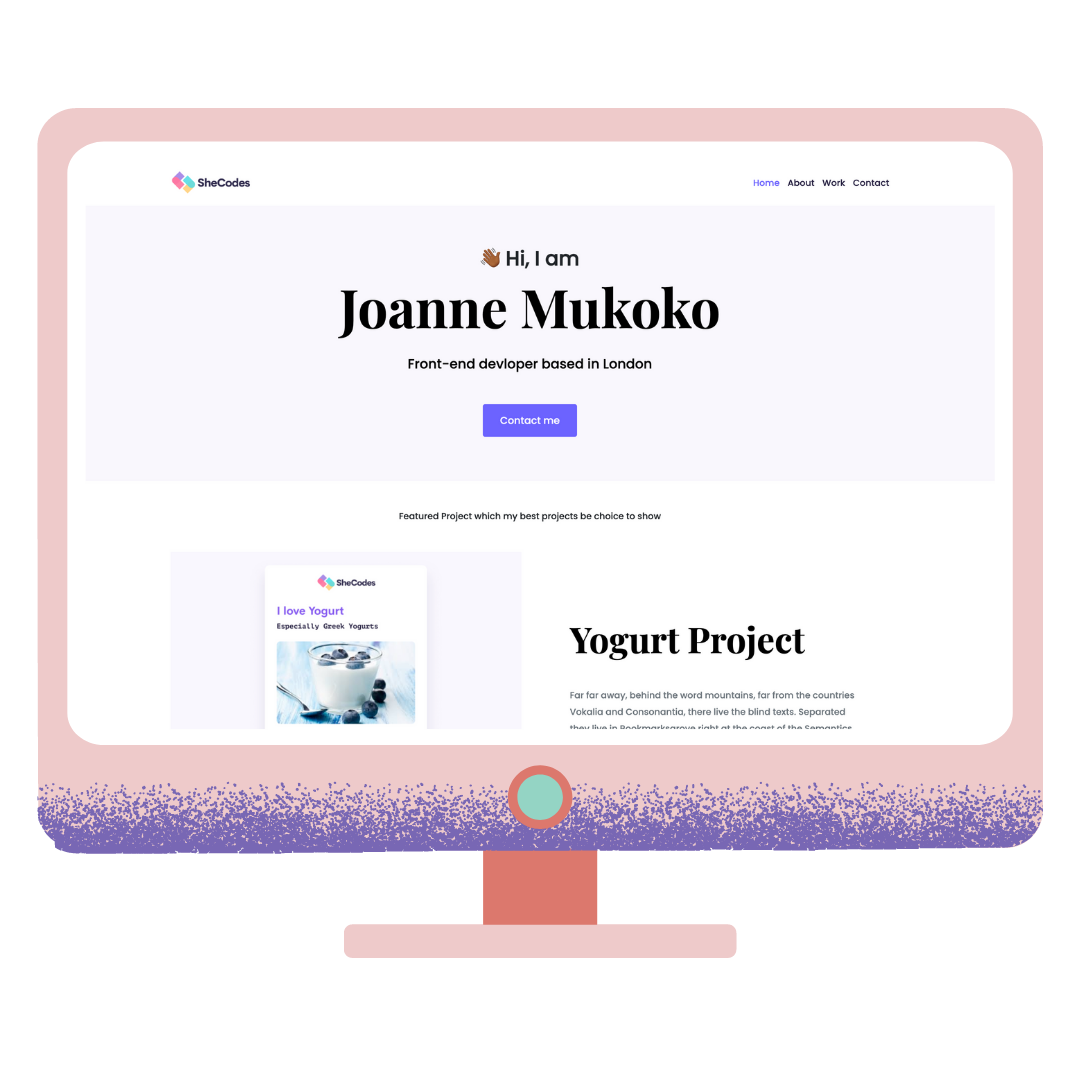 SheCodes
Home About Work Contact
👋🏾 Hi, I am
Joanne Mukoko
Front-end devloper based in London
Contact me
Featured Project which my best projects be choice to show
SheCodes
I love Yogurt
Especially Greek Yogurts
Yogurt Project
Far far away, behind the word mountains, far from the countries
Vokalia and Consonantia, there live the blind texts. Separated
they live in Bookmarksgrove right at the coast of the Semantics,